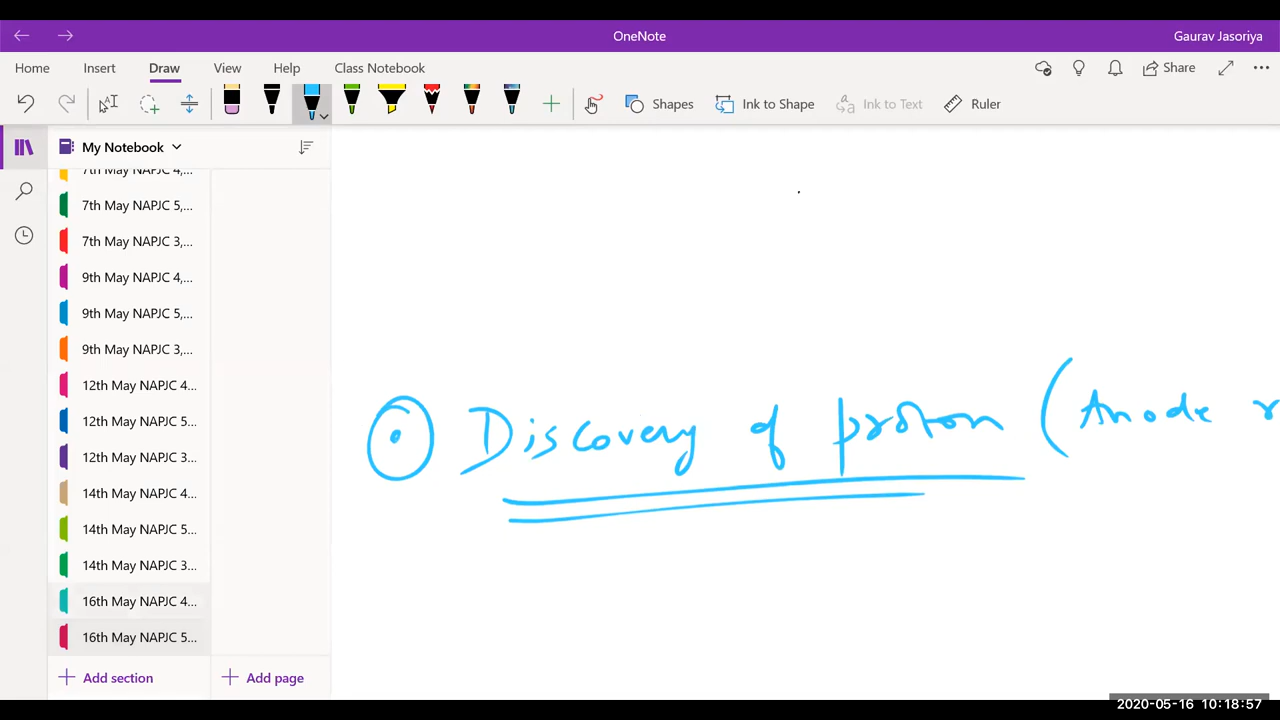 OneNote
Gaurav Jasoriya
Home Insert Draw View Help Class Notebook
Share
Shapes Ink to Shape Ink to Text Ruler
My Notebook
7th May NAPJC 4,...
7th May NAPJC 5,...
7th May NAPJC 3,...
9th May NAPJC 4,...
9th May NAPJC 5,...
9th May NAPJC 3,...
12th May NAPJC 4...
12th May NAPJC 5...
12th May NAPJC 3...
14th May NAPJC 4...
14th May NAPJC 5...
14th May NAPJC 3...
16th May NAPJC 4...
16th May NAPJC 5...
Add section Add page
Discovery of proton (Anode r
2020-05-16 10:18:57